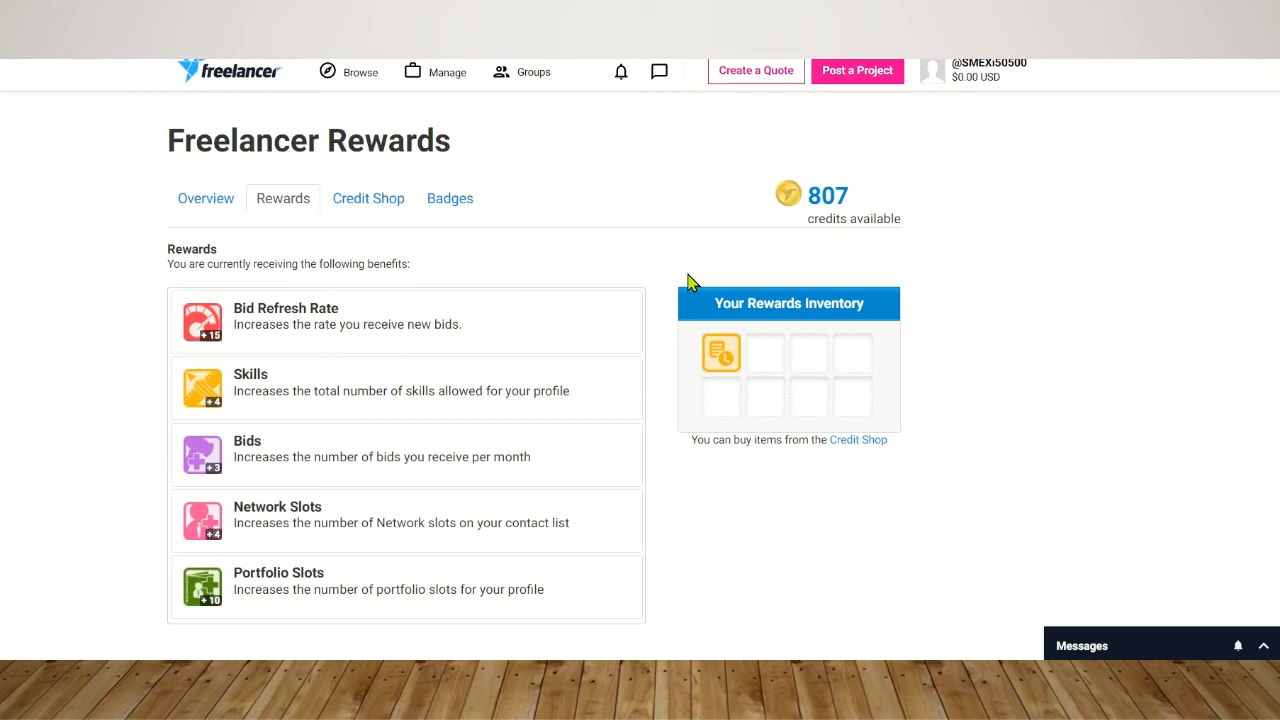 freelancer
Browse
Manage
Groups
Create a Quote
Post a Project
@SMEXi50500
$0.00 USD
Freelancer Rewards
Overview
Rewards
Credit Shop
Badges
807
credits available
Rewards
You are currently receiving the following benefits:
Bid Refresh Rate
Increases the rate you receive new bids.
+15
Skills
Increases the total number of skills allowed for your profile
+4
Bids
Increases the number of bids you receive per month
+3
Network Slots
Increases the number of Network slots on your contact list
+4
Portfolio Slots
Increases the number of portfolio slots for your profile
+10
Your Rewards Inventory
You can buy items from the Credit Shop
Messages